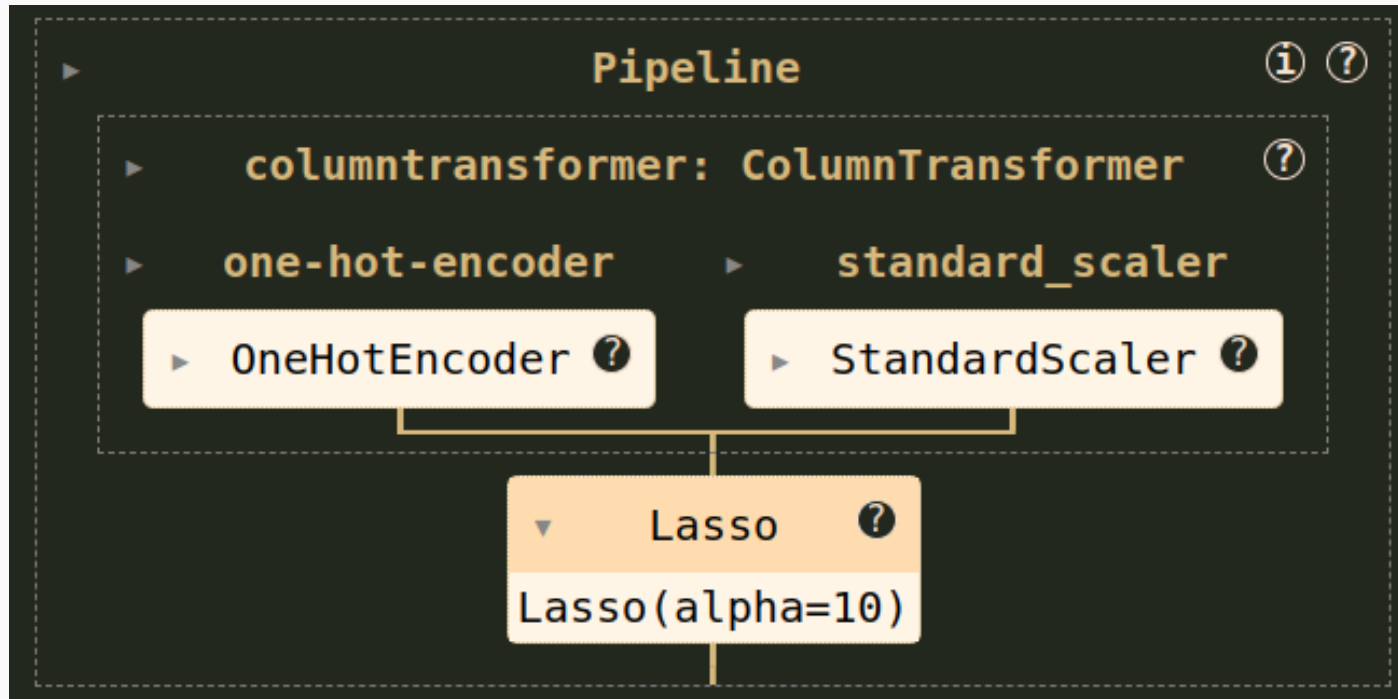 Pipeline i ?
columntransformer: ColumnTransformer ?
one-hot-encoder standard_scaler
OneHotEncoder ? StandardScaler ?
Lasso ?
Lasso(alpha=10)